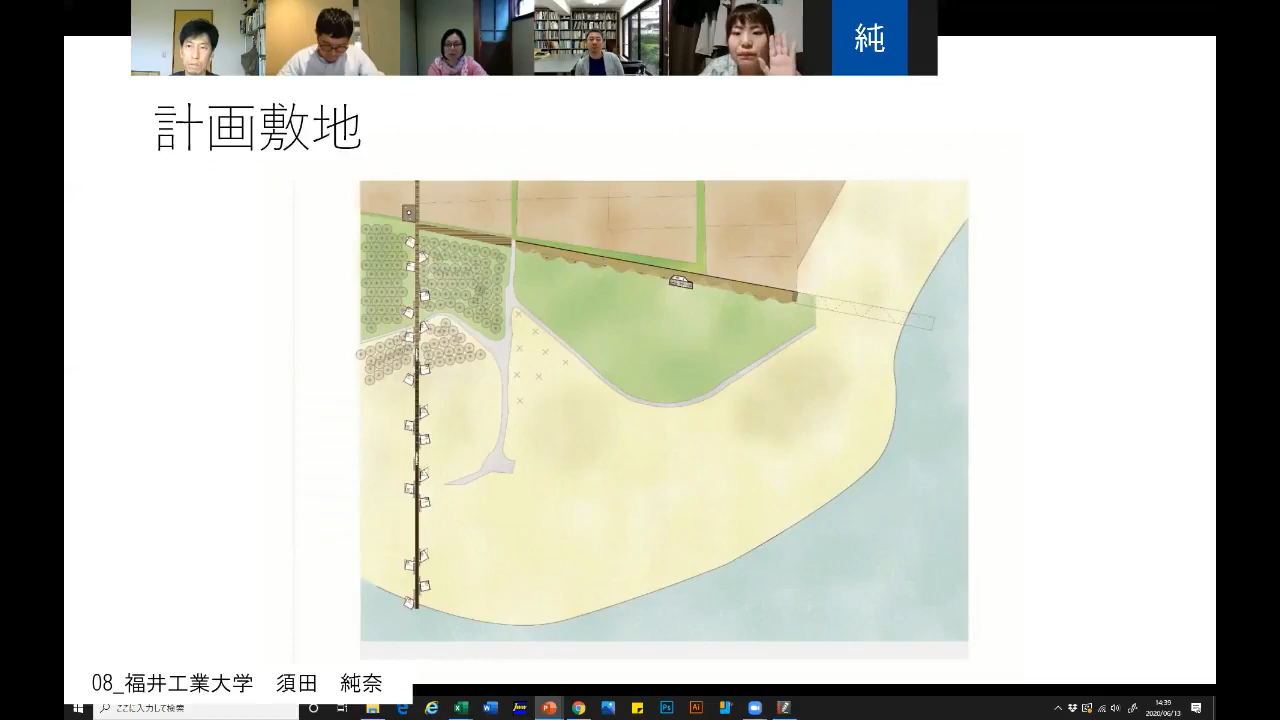 純
計画敷地
08_福井工業大学　須田　純奈
ここに入力して検索
14:39
2020/06/13